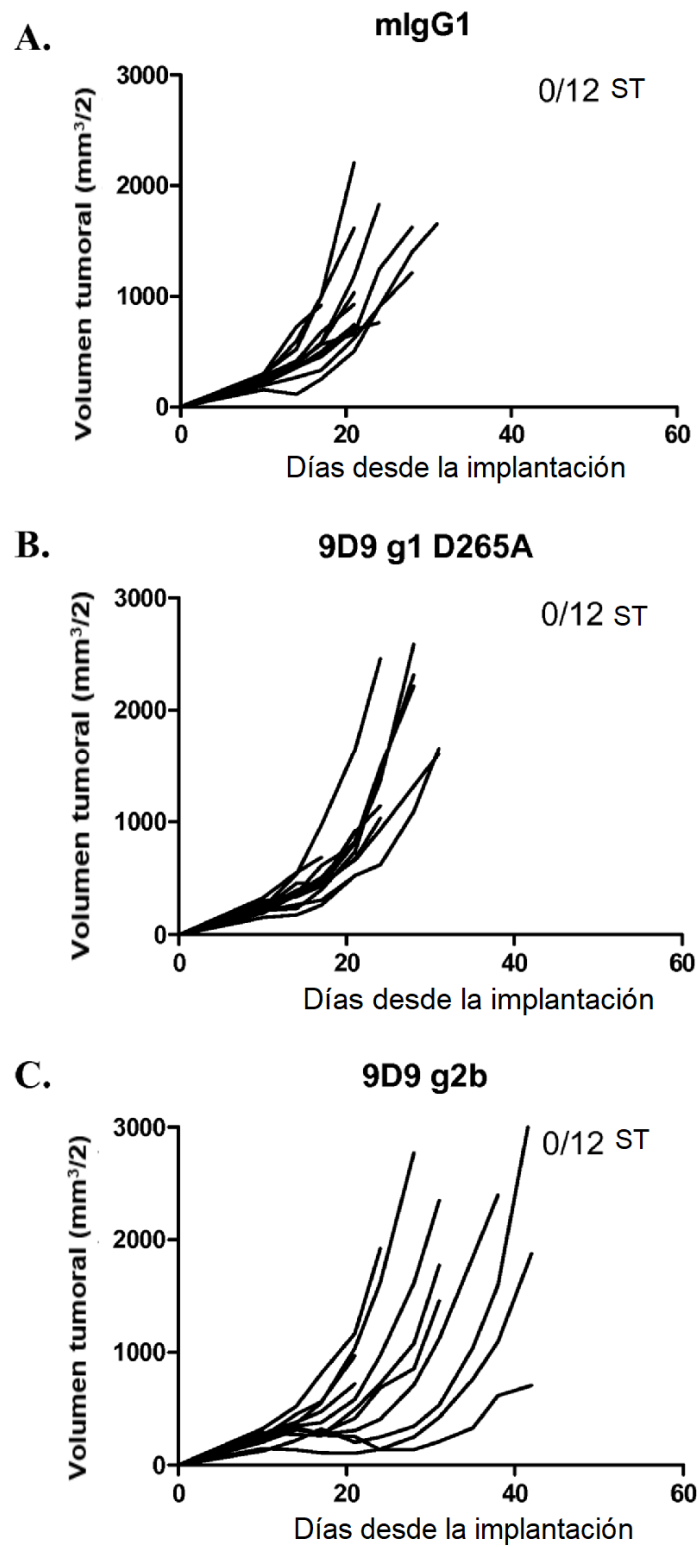 A.
mIgG1
0/12 ST
Volumen tumoral (mm³/2)
3000
2000
1000
0
0 20 40 60
Días desde la implantación
B.
9D9 g1 D265A
0/12 ST
Volumen tumoral (mm³/2)
3000
2000
1000
0
0 20 40 60
Días desde la implantación
C.
9D9 g2b
0/12 ST
Volumen tumoral (mm³/2)
3000
2000
1000
0
0 20 40 60
Días desde la implantación